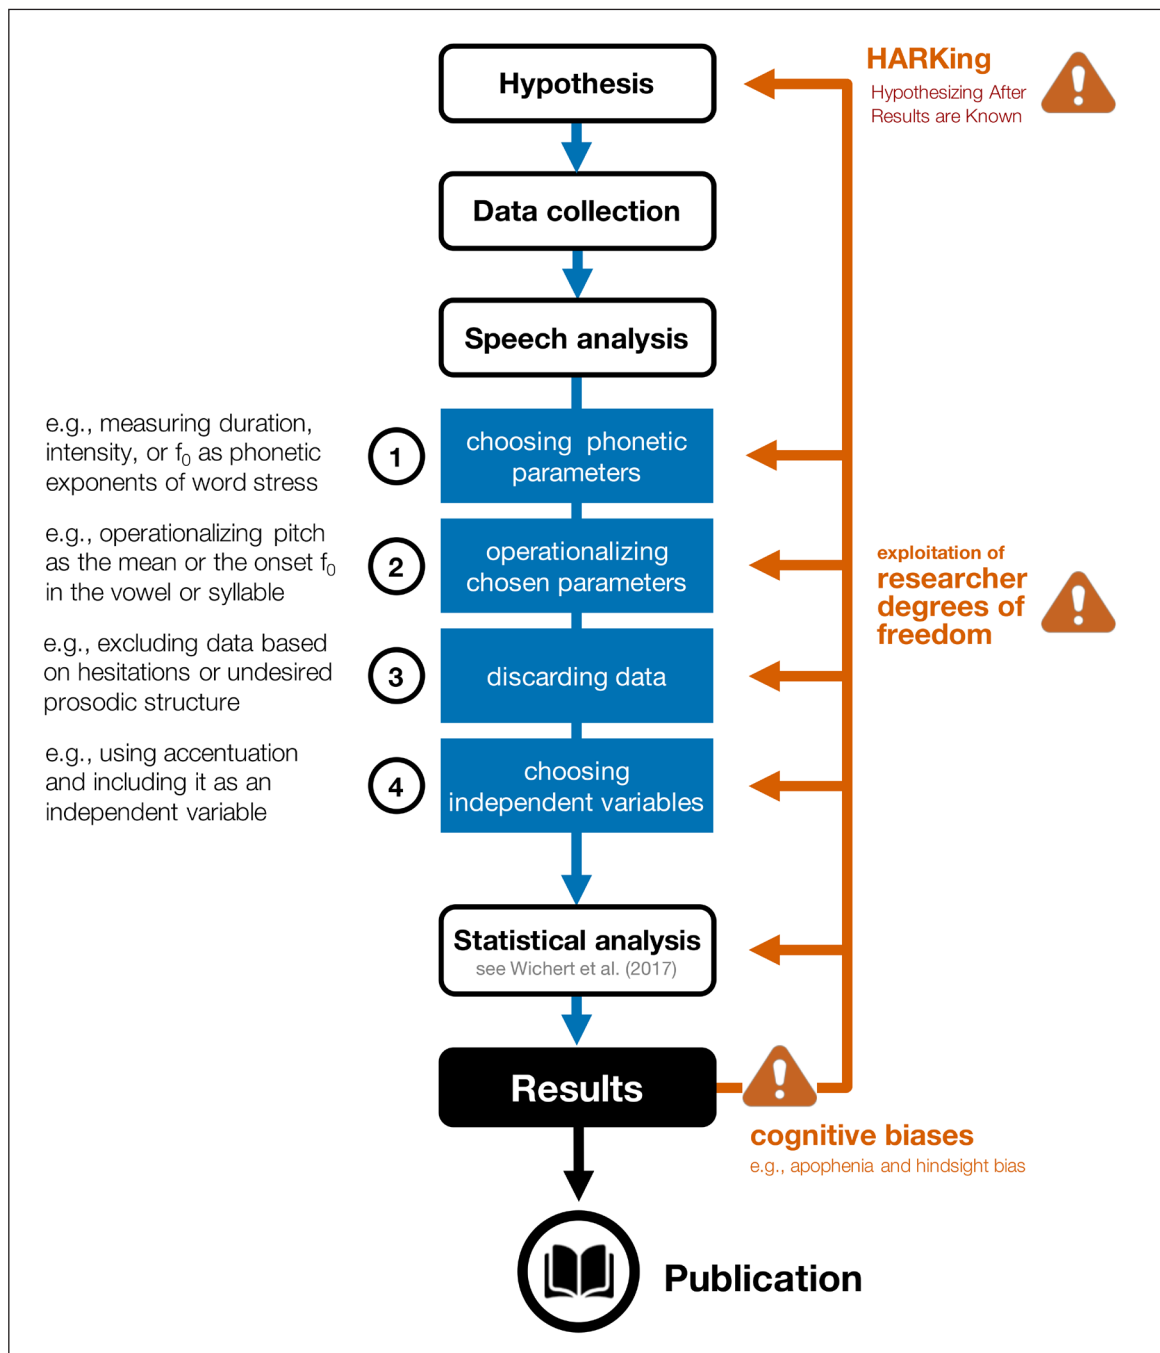 Hypothesis
HARKing
Hypothesizing After
Results are Known
Data collection
Speech analysis
e.g., measuring duration,
intensity, or f₀ as phonetic
exponents of word stress
1
choosing phonetic
parameters
e.g., operationalizing pitch
as the mean or the onset f₀
in the vowel or syllable
2
operationalizing
chosen parameters
exploitation of
researcher
degrees of
freedom
e.g., excluding data based
on hesitations or undesired
prosodic structure
3
discarding data
e.g., using accentuation
and including it as an
independent variable
4
choosing
independent variables
Statistical analysis
see Wichert et al. (2017)
Results
cognitive biases
e.g., apophenia and hindsight bias
Publication